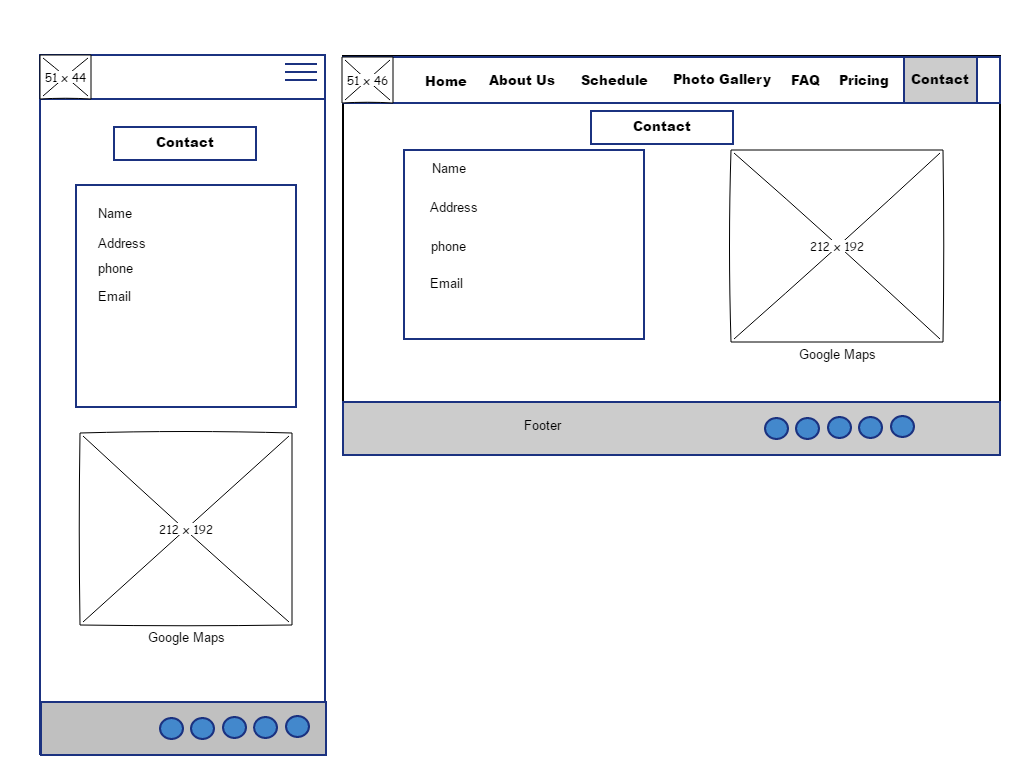 51 x 44
Contact
Name
Address
phone
Email
212 x 192
Google Maps
51 x 46
Home About Us Schedule Photo Gallery FAQ Pricing Contact
Contact
Name
Address
phone
Email
212 x 192
Google Maps
Footer